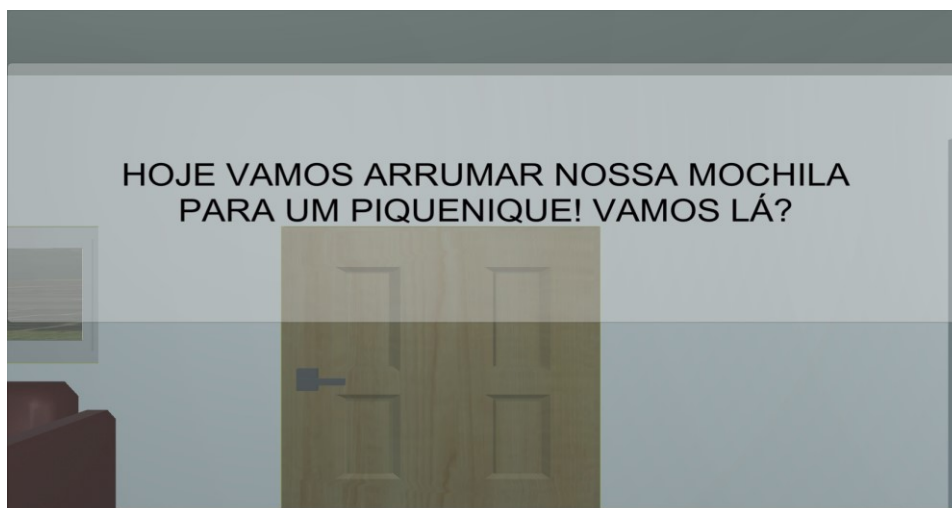 HOJE VAMOS ARRUMAR NOSSA MOCHILA
PARA UM PIQUENIQUE! VAMOS LÁ?